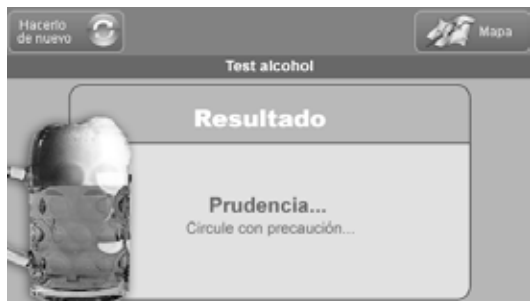 Hacerlo
de nuevo
Mapa
Test alcohol
Resultado
Prudencia...
Circule con precaución...